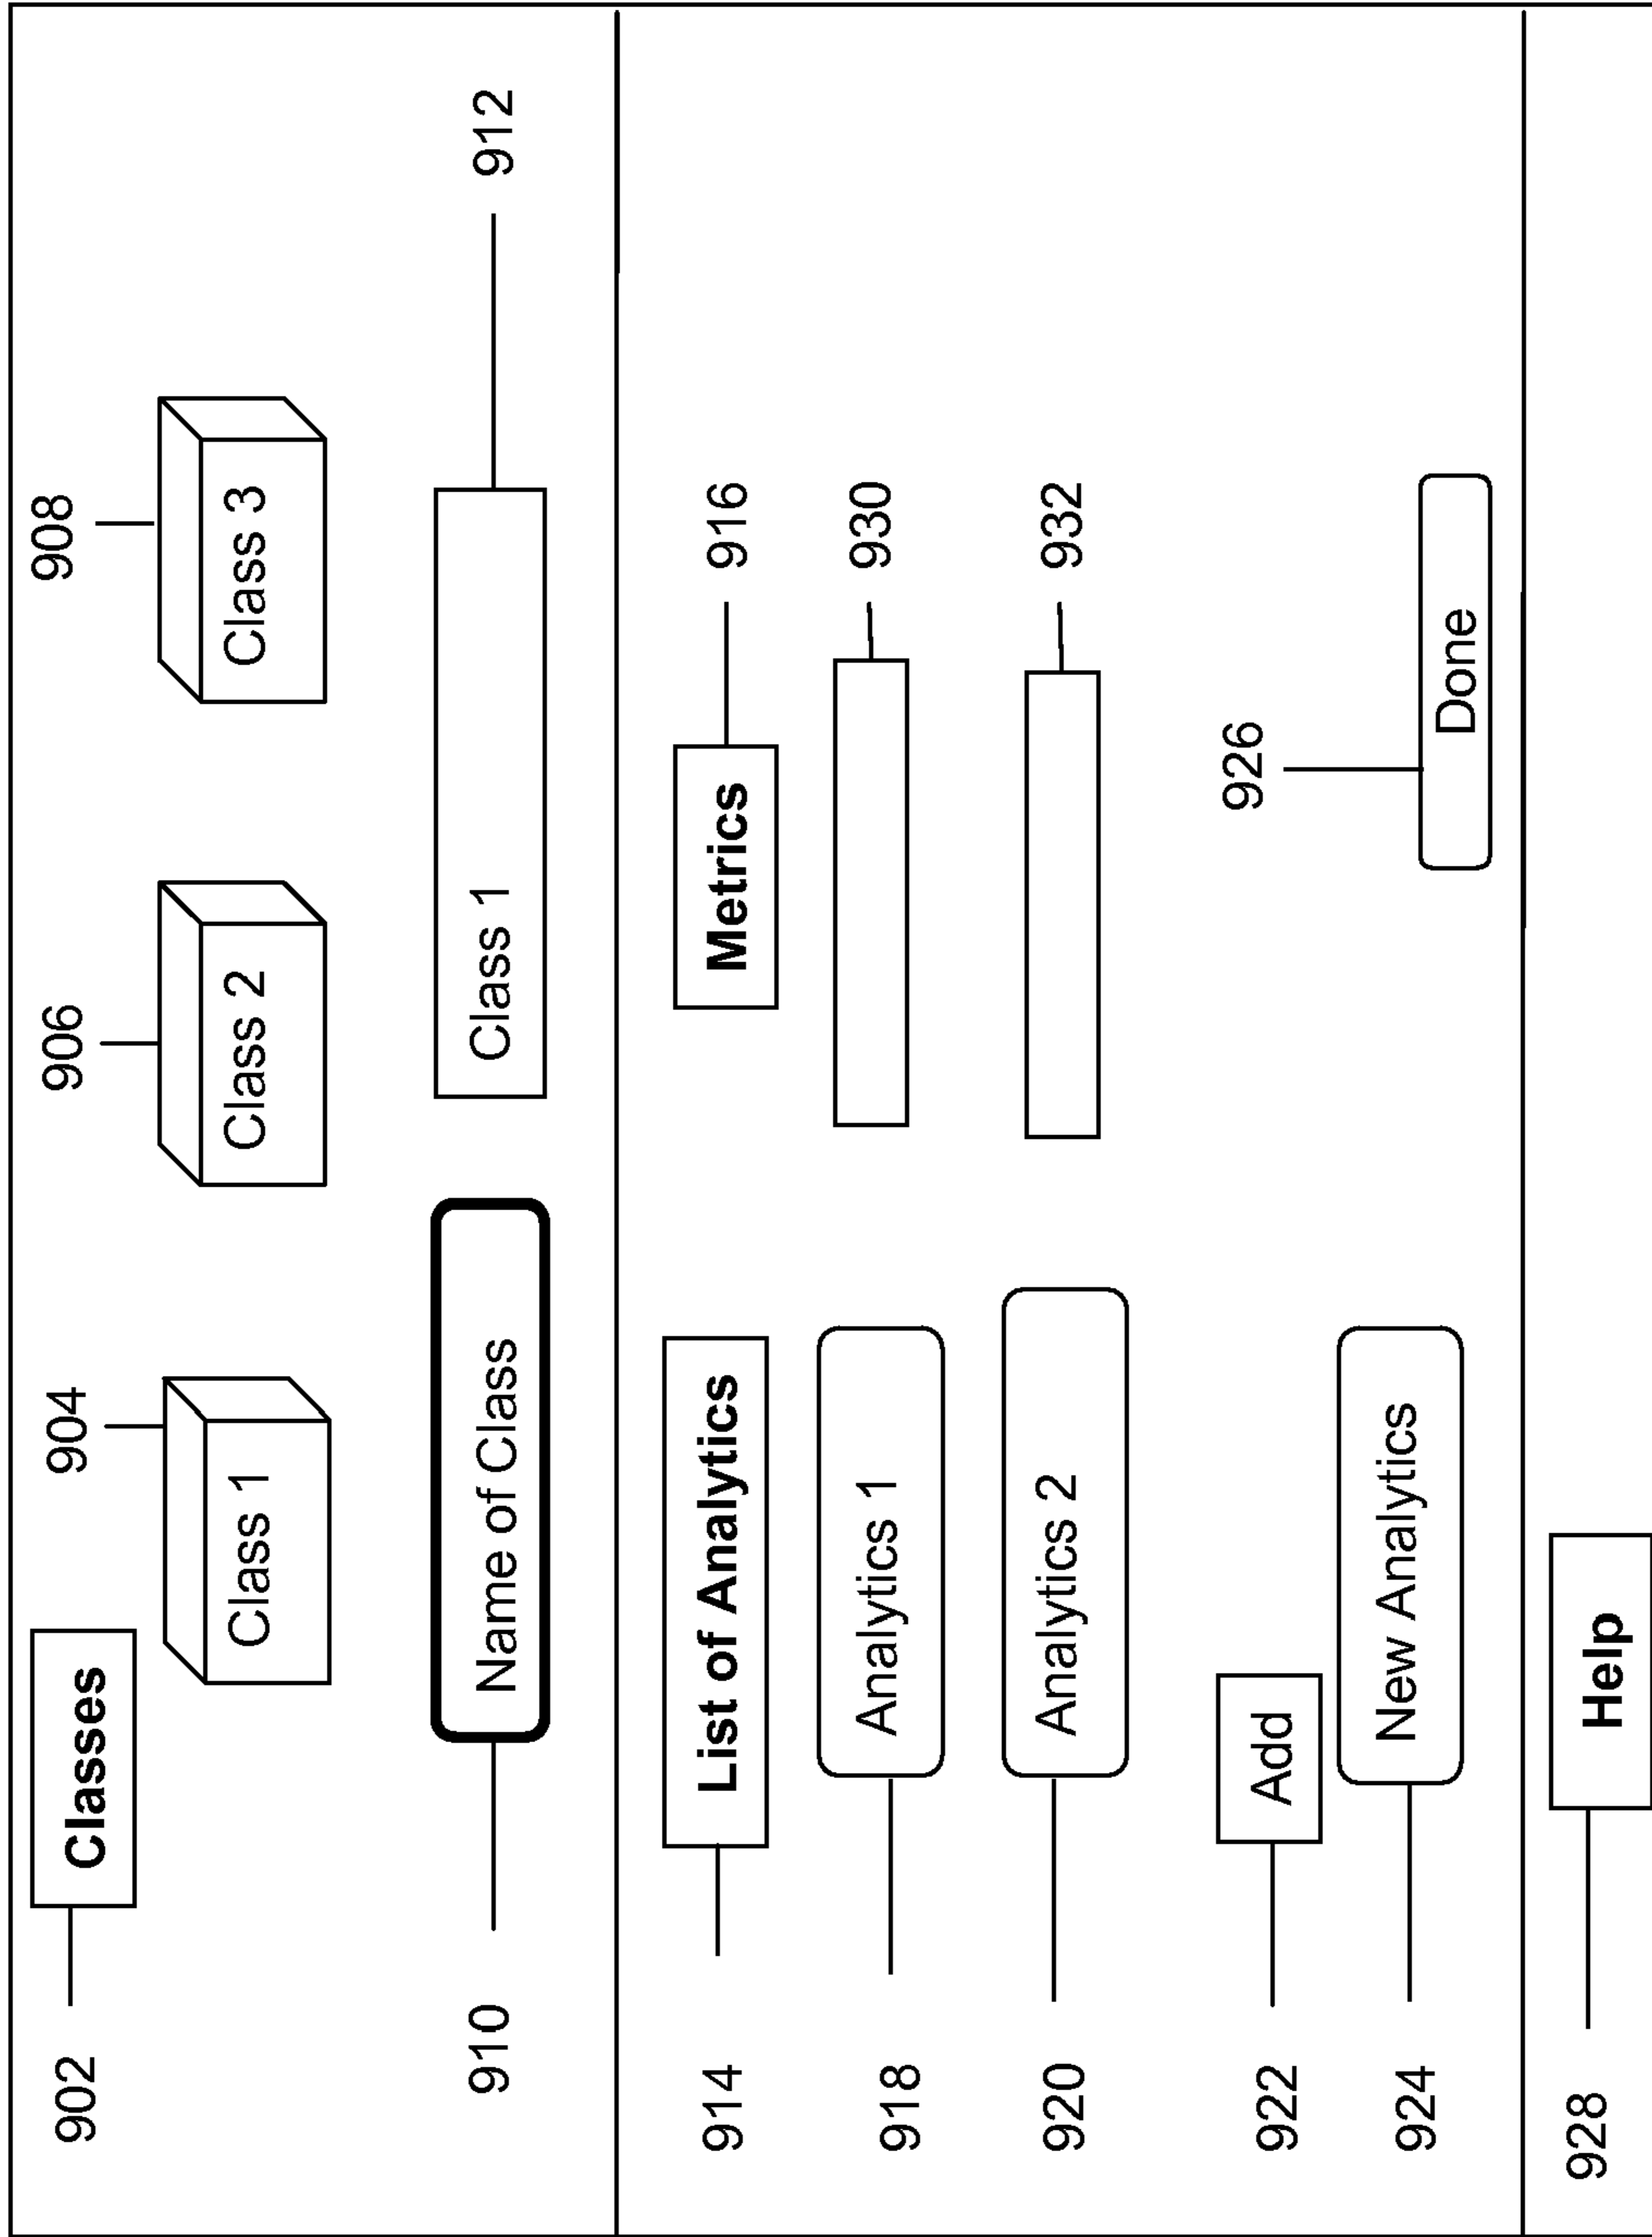 908
906
904
902
Classes
Class 1
Class 2
Class 3
910
Name of Class
Class 1
912
914
List of Analytics
Metrics
916
918
Analytics 1
930
920
Analytics 2
932
922
Add
926
924
New Analytics
Done
928
Help